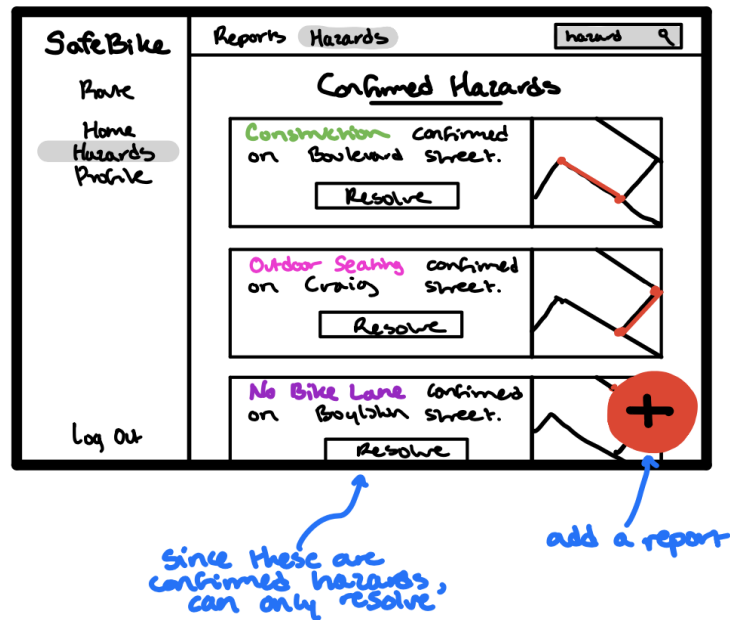 SafeBike
Route
Home
Hazards
Profile
Log Out
Reports Hazards
hazard
Confirmed Hazards
Construction confirmed
on Boulevard street.
Resolve
Outdoor Seating confirmed
on Craig street.
Resolve
No Bike Lane confirmed
on Boylston street.
Resolve
+
since these are
confirmed hazards,
can only resolve
add a report